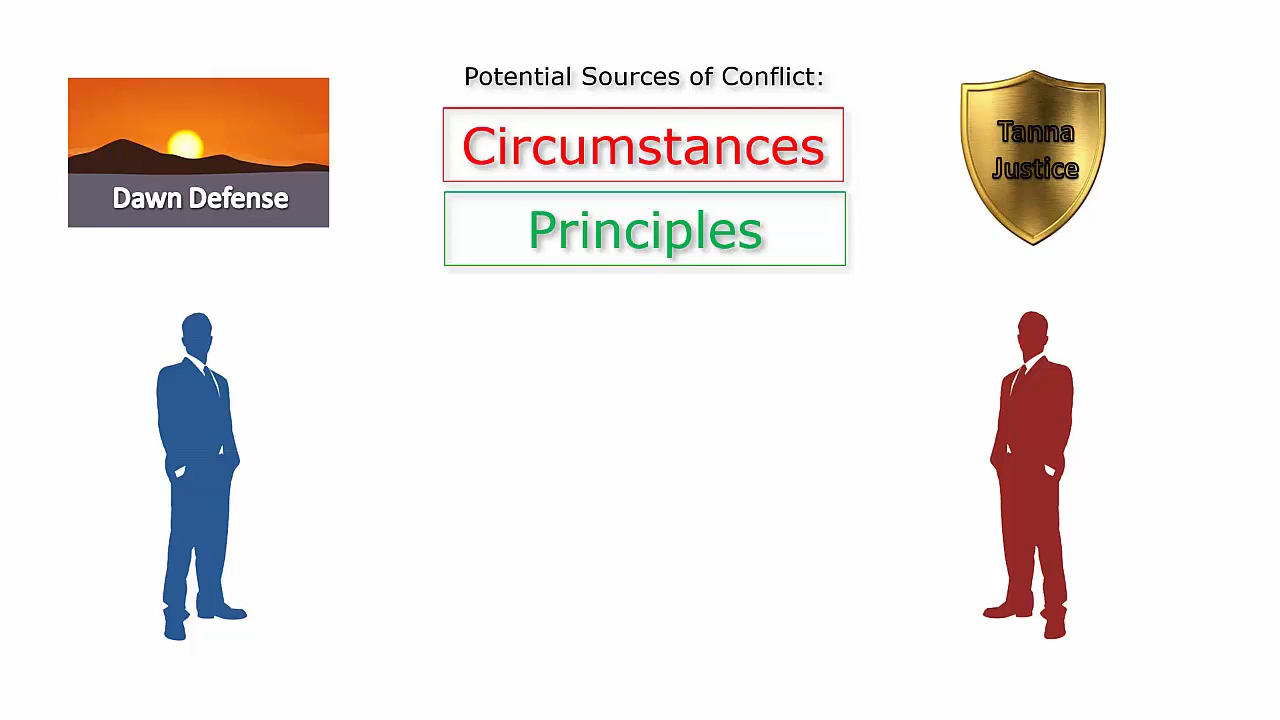 Potential Sources of Conflict:
Circumstances
Principles
Dawn Defense
Tanna
Justice